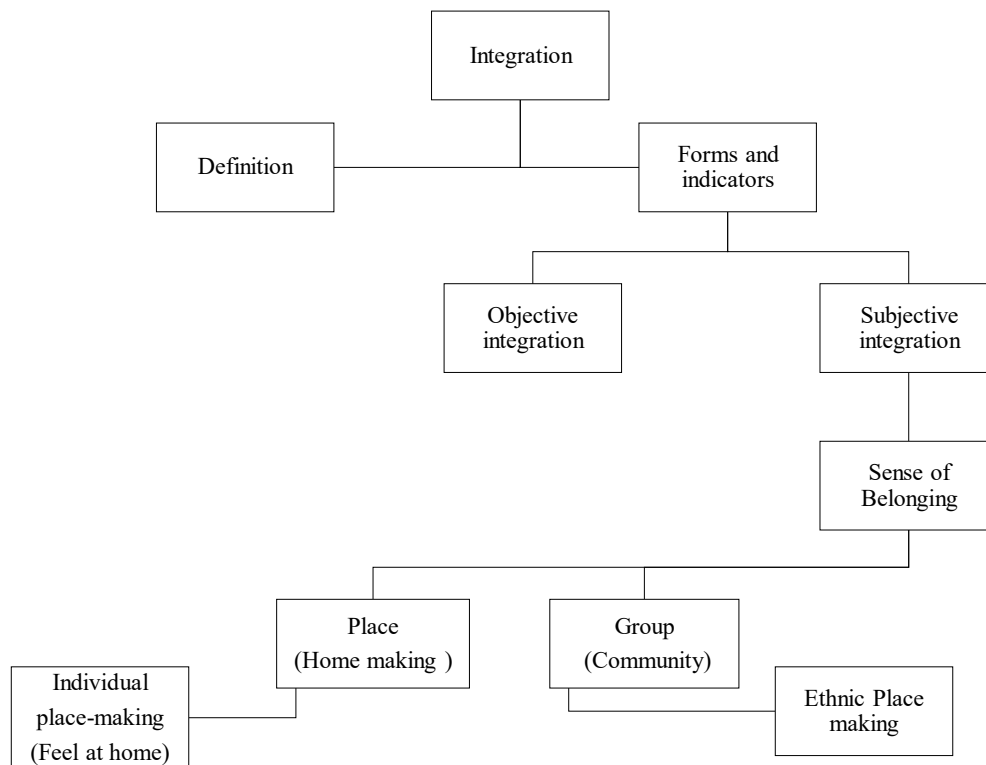 Integration
Definition
Forms and
indicators
Objective
integration
Subjective
integration
Sense of
Belonging
Place
(Home making )
Group
(Community)
Individual
place-making
(Feel at home)
Ethnic Place
making